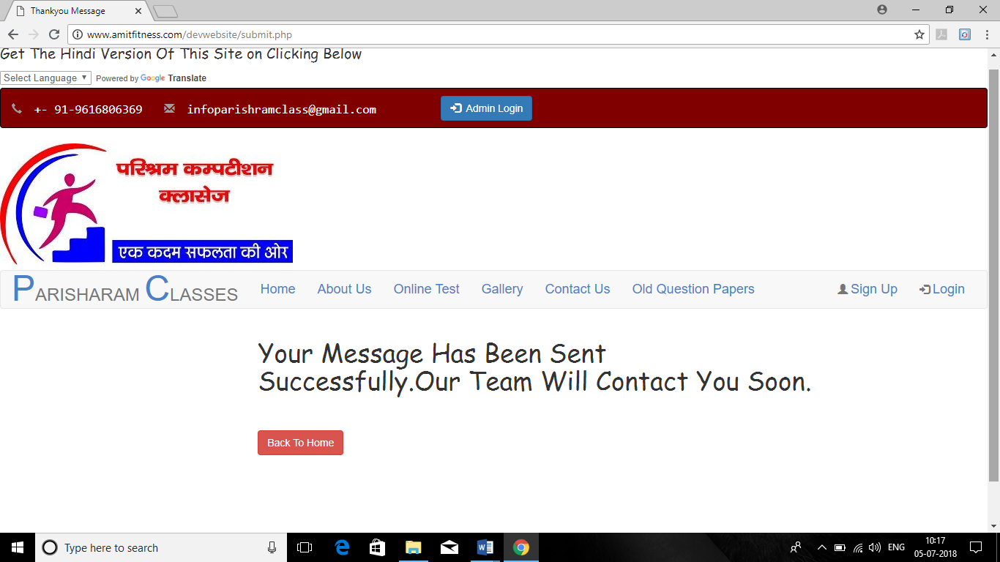 Thankyou Message
www.amitfitness.com/devwebsite/submit.php
Get The Hindi Version Of This Site on Clicking Below
Select Language Powered by Google Translate
+- 91-9616806369 infoparishramclass@gmail.com Admin Login
परिश्रम कम्पटीशन
क्लासेज
एक कदम सफलता की ओर
PARISHARAM CLASSES Home About Us Online Test Gallery Contact Us Old Question Papers Sign Up Login
Your Message Has Been Sent
Successfully.Our Team Will Contact You Soon.
Back To Home
Type here to search ENG 10:17
05-07-2018